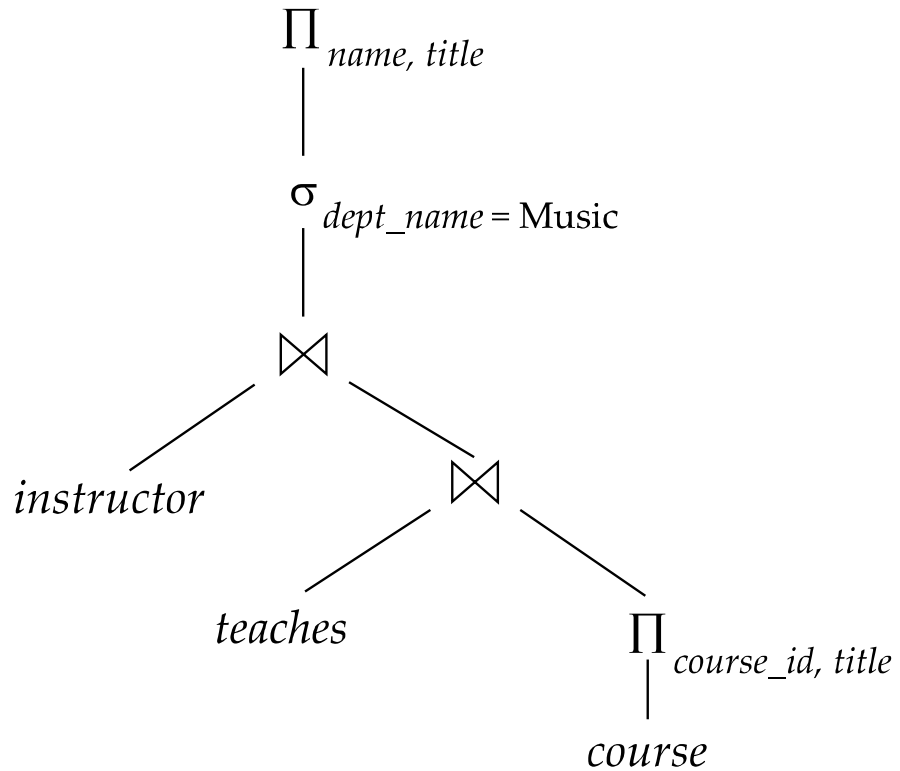 Π name, title
σ dept_name = Music
⋈
instructor
⋈
teaches
Π course_id, title
course